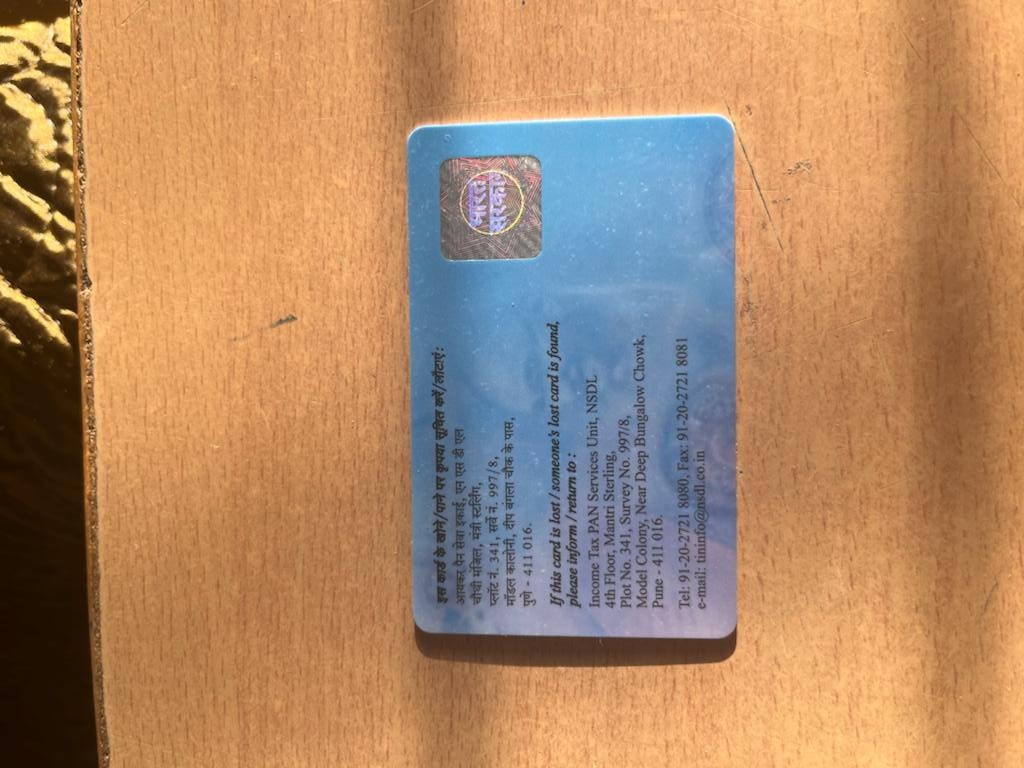 भारत
सरकार
इस कार्ड के खोने/पाने पर कृपया सूचित करें/लौटाएं:
आयकर पैन सेवा इकाई, एन एस डी एल
चौथी मंजिल, मंत्री स्टर्लिंग,
प्लॉट नं. 341, सर्वे नं. 997/8,
मॉडल कालोनी, दीप बंगला चौक के पास,
पुणे - 411 016.
If this card is lost / someone's lost card is found,
please inform / return to :
Income Tax PAN Services Unit, NSDL
4th Floor, Mantri Sterling,
Plot No. 341, Survey No. 997/8,
Model Colony, Near Deep Bungalow Chowk,
Pune - 411 016.
Tel: 91-20-2721 8080, Fax: 91-20-2721 8081
e-mail: tininfo@nsdl.co.in